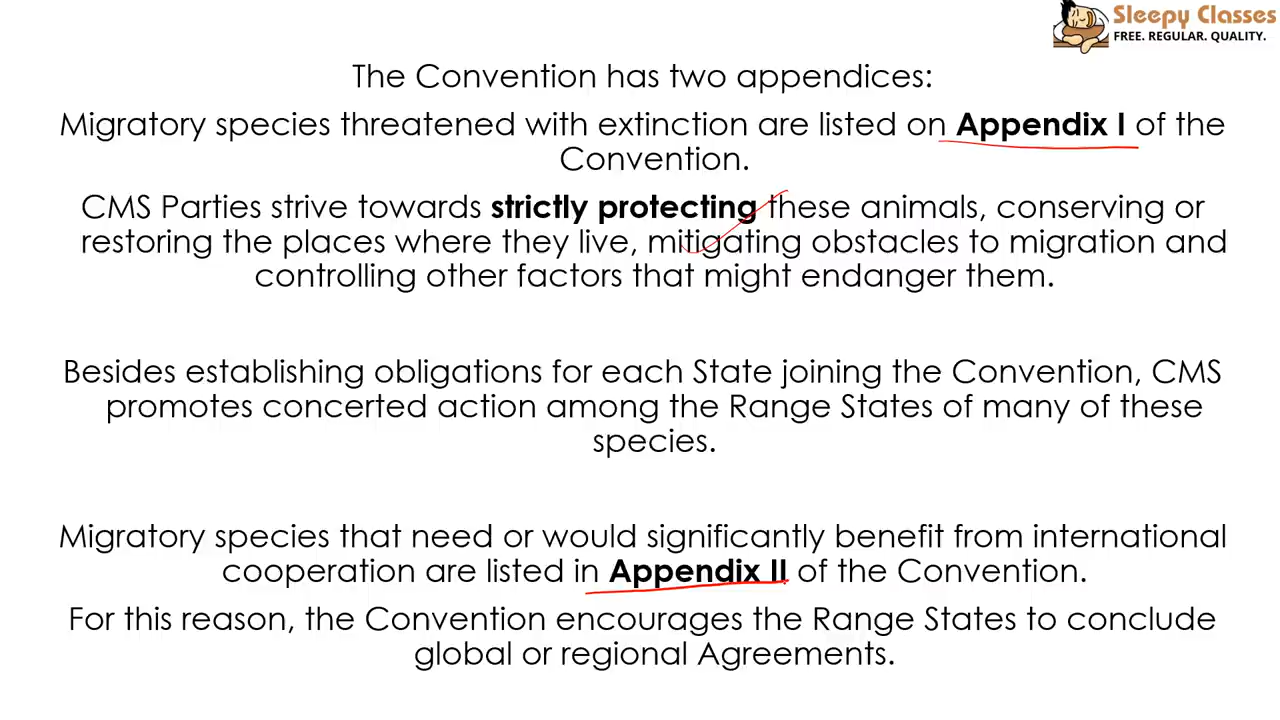 Sleepy Classes
FREE. REGULAR. QUALITY.
The Convention has two appendices:
Migratory species threatened with extinction are listed on Appendix I of the
Convention.
CMS Parties strive towards strictly protecting these animals, conserving or
restoring the places where they live, mitigating obstacles to migration and
controlling other factors that might endanger them.
Besides establishing obligations for each State joining the Convention, CMS
promotes concerted action among the Range States of many of these
species.
Migratory species that need or would significantly benefit from international
cooperation are listed in Appendix II of the Convention.
For this reason, the Convention encourages the Range States to conclude
global or regional Agreements.